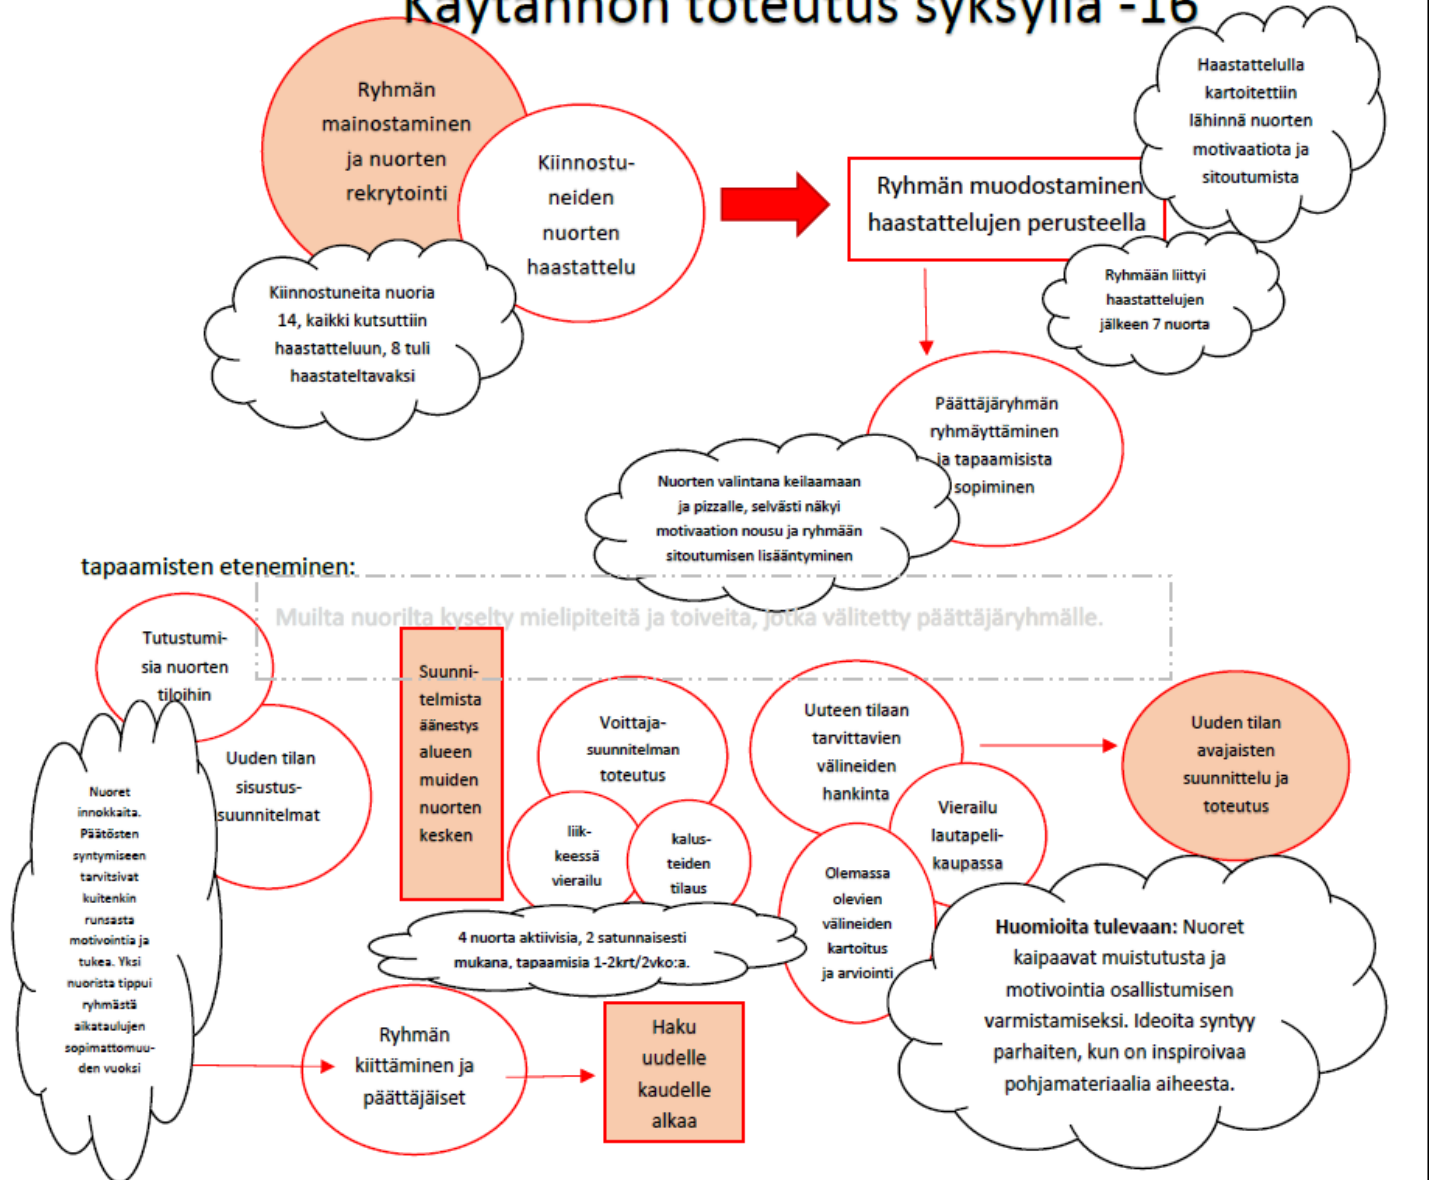 Käytännön toteutus syksyllä -16
Ryhmän
mainostaminen
ja nuorten
rekrytointi
Kiinnostu-
neiden
nuorten
haastattelu
Kiinnostuneita nuoria
14, kaikki kutsuttiin
haastatteluun, 8 tuli
haastateltavaksi
Ryhmän muodostaminen
haastattelujen perusteella
Haastattelulla
kartoitettiin
lähinnä nuorten
motivaatiota ja
sitoutumista
Ryhmään liittyi
haastattelujen
jälkeen 7 nuorta
Päättäjäryhmän
ryhmäyttäminen
ja tapaamisista
sopiminen
Nuorten valintana keilaamaan
ja pizzalle, selvästi näkyi
motivaation nousu ja ryhmään
sitoutumisen lisääntyminen
tapaamisten eteneminen:
Muilta nuorilta kyselty mielipiteitä ja toiveita, jotka välitetty päättäjäryhmälle.
Tutustumi-
sia nuorten
tiloihin
Uuden tilan
sisustus-
suunnitelmat
Nuoret
innokkaita.
Päätösten
syntymiseen
tarvitsivat
kuitenkin
runsasta
motivointia ja
tukea. Yksi
nuorista tippui
ryhmästä
aikataulujen
sopimattomuu-
den vuoksi
Suunni-
telmista
äänestys
alueen
muiden
nuorten
kesken
Voittaja-
suunnitelman
toteutus
liik-
keessä
vierailu
kalus-
teiden
tilaus
4 nuorta aktiivisia, 2 satunnaisesti
mukana, tapaamisia 1-2krt/2vko:a.
Uuteen tilaan
tarvittavien
välineiden
hankinta
Vierailu
lautapeli-
kaupassa
Olemassa
olevien
välineiden
kartoitus
ja arviointi
Uuden tilan
avajaisten
suunnittelu ja
toteutus
Huomioita tulevaan: Nuoret
kaipaavat muistutusta ja
motivointia osallistumisen
varmistamiseksi. Ideoita syntyy
parhaiten, kun on inspiroivaa
pohjamateriaalia aiheesta.
Ryhmän
kiittäminen ja
päättäjäiset
Haku
uudelle
kaudelle
alkaa